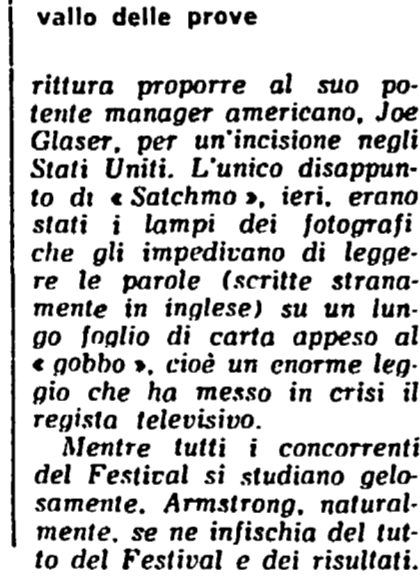 vallo delle prove
rittura proporre al suo po-
tente manager americano, Joe
Glaser, per un'incisione negli
Stati Uniti. L'unico disappun-
to di « Satchmo », ieri, erano
stati i lampi dei fotografi
che gli impedivano di legge-
re le parole (scritte strana-
mente in inglese) su un lun-
go foglio di carta appeso al
« gobbo », cioè un enorme leg-
gio che ha messo in crisi il
regista televisivo.
Mentre tutti i concorrenti
del Festival si studiano gelo-
samente, Armstrong, natural-
mente, se ne infischia del tut-
to del Festival e dei risultati.